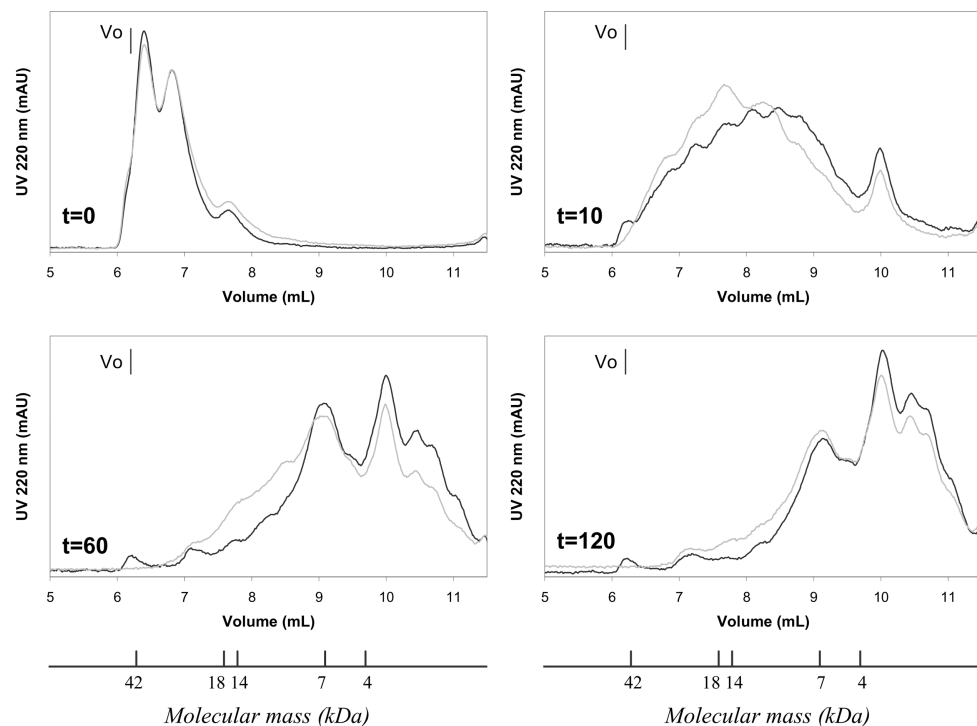 Vo
UV 220 nm (mAU)
t=0
5 6 7 8 9 10 11
Volume (mL)
Vo
UV 220 nm (mAU)
t=10
5 6 7 8 9 10 11
Volume (mL)
Vo
UV 220 nm (mAU)
t=60
5 6 7 8 9 10 11
Volume (mL)
Vo
UV 220 nm (mAU)
t=120
5 6 7 8 9 10 11
Volume (mL)
42 18 14 7 4
Molecular mass (kDa)
42 18 14 7 4
Molecular mass (kDa)